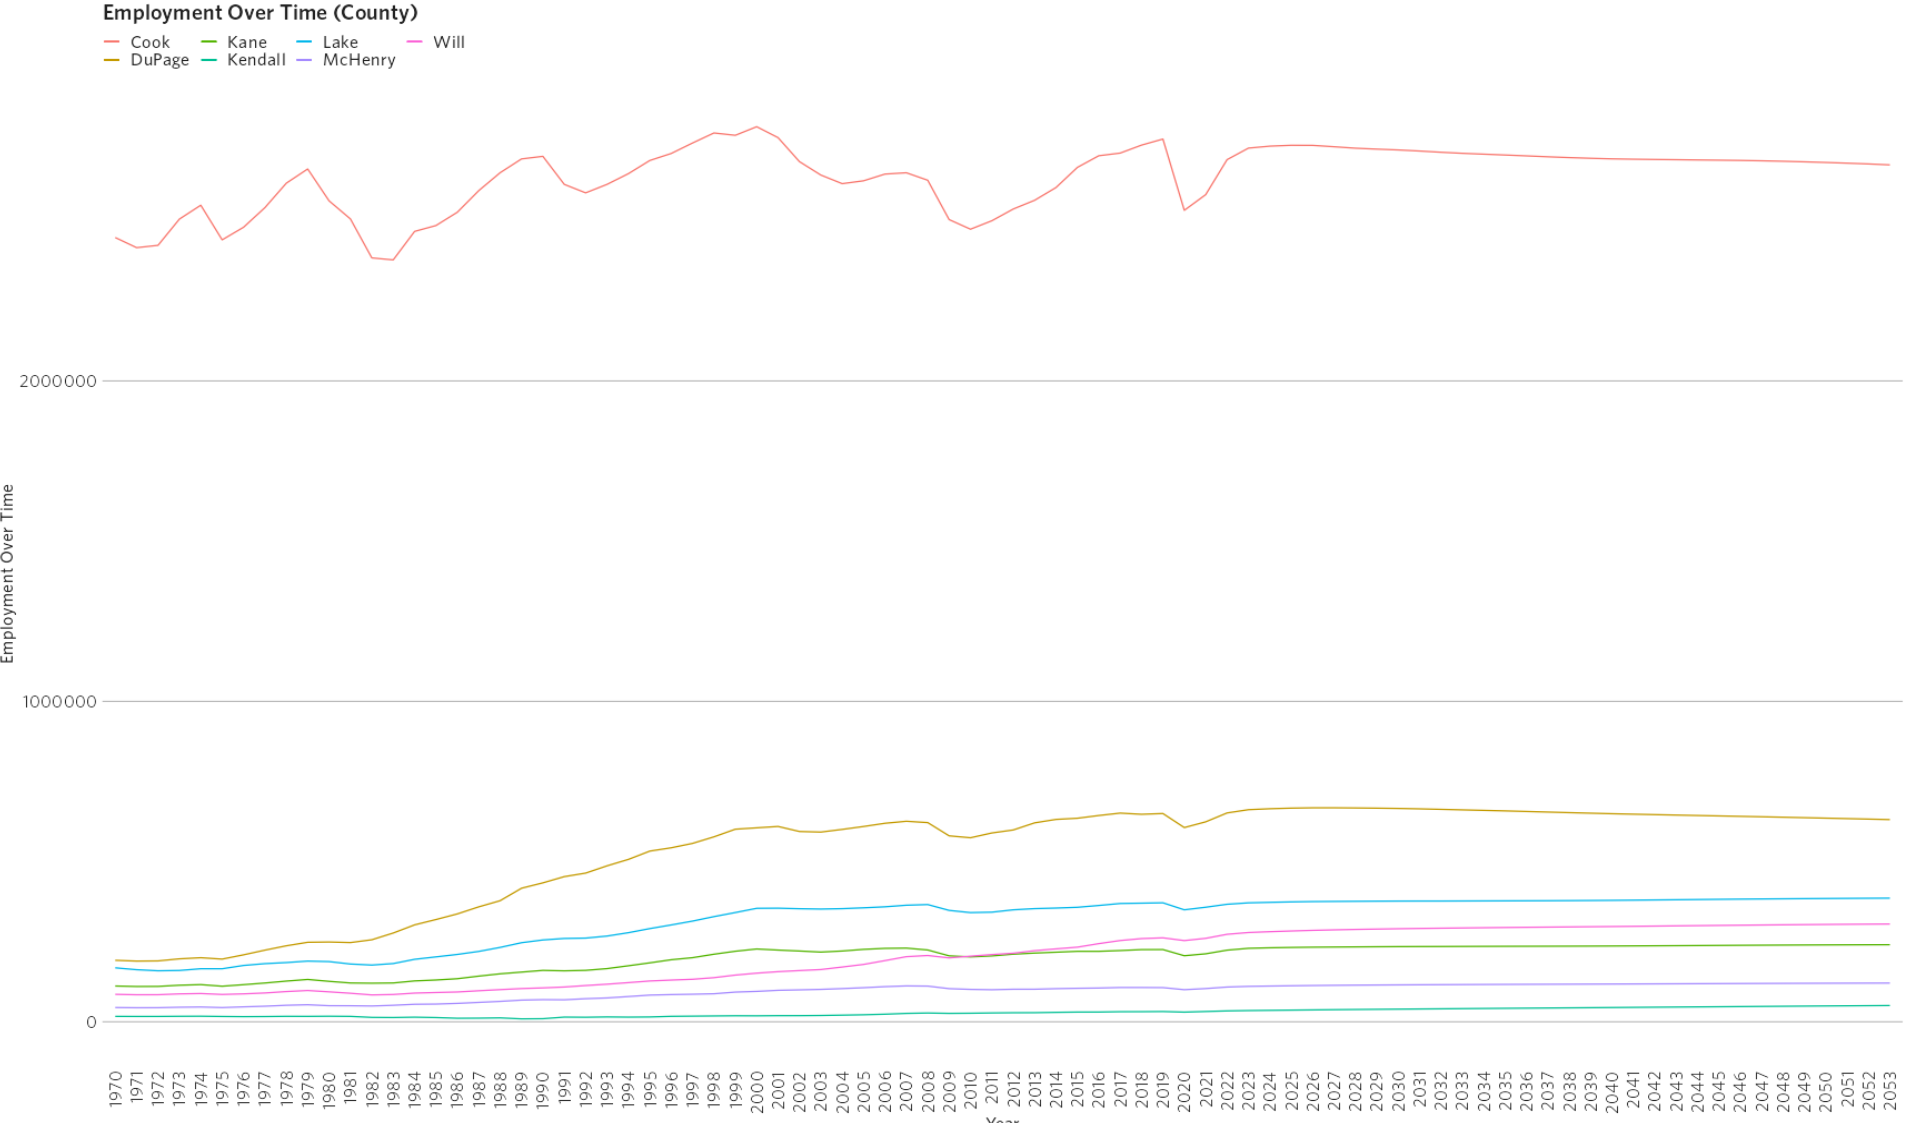 Employment Over Time (County)
Cook Kane Lake Will
DuPage Kendall McHenry
2000000
Employment Over Time
1000000
0
1970 1971 1972 1973 1974 1975 1976 1977 1978 1979 1980 1981 1982 1983 1984 1985 1986 1987 1988 1989 1990 1991 1992 1993 1994 1995 1996 1997 1998 1999 2000 2001 2002 2003 2004 2005 2006 2007 2008 2009 2010 2011 2012 2013 2014 2015 2016 2017 2018 2019 2020 2021 2022 2023 2024 2025 2026 2027 2028 2029 2030 2031 2032 2033 2034 2035 2036 2037 2038 2039 2040 2041 2042 2043 2044 2045 2046 2047 2048 2049 2050 2051 2052 2053
Year